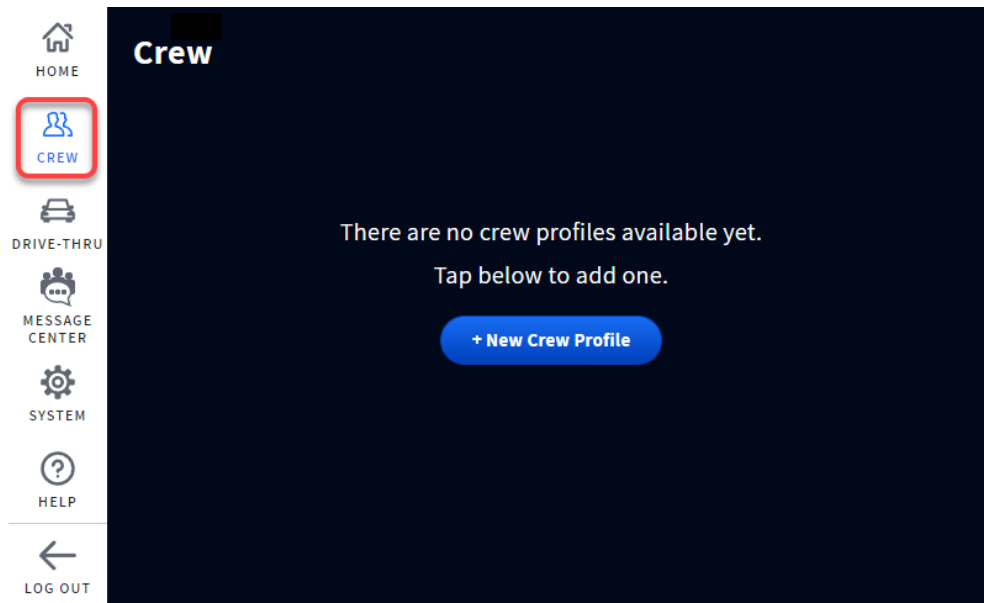 HOME
CREW
DRIVE-THRU
MESSAGE
CENTER
SYSTEM
HELP
LOG OUT
Crew
There are no crew profiles available yet.
Tap below to add one.
+ New Crew Profile